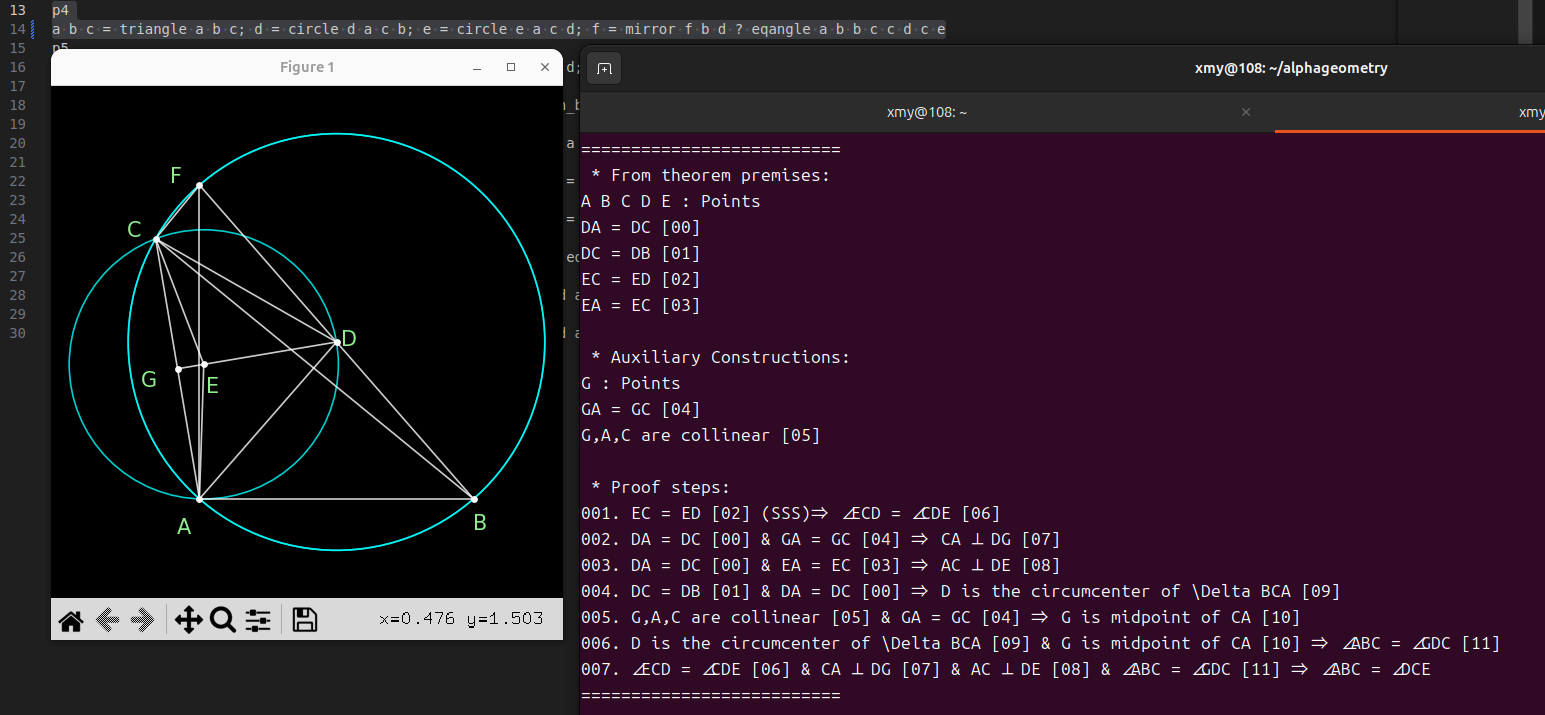 13 p4
14 a b c = triangle a b c; d = circle d a c b; e = circle e a c d; f = mirror f b d ? eqangle a b b c c d c e
15 p5
16
17
18
19
20
21
22
23
24
25
26
27
28
29
30
d;
a
=
=
Figure 1
F
C
D
G
E
A
B
x=0.476 y=1.503
xmy@108: ~/alphageometry
xmy@108: ~
xmy
==========================
* From theorem premises:
A B C D E : Points
DA = DC [00]
DC = DB [01]
EC = ED [02]
EA = EC [03]
* Auxiliary Constructions:
G : Points
GA = GC [04]
G,A,C are collinear [05]
* Proof steps:
001. EC = ED [02] (SSS)⇒ ∠ECD = ∠CDE [06]
002. DA = DC [00] & GA = GC [04] ⇒ CA ⟂ DG [07]
003. DA = DC [00] & EA = EC [03] ⇒ AC ⟂ DE [08]
004. DC = DB [01] & DA = DC [00] ⇒ D is the circumcenter of \Delta BCA [09]
005. G,A,C are collinear [05] & GA = GC [04] ⇒ G is midpoint of CA [10]
006. D is the circumcenter of \Delta BCA [09] & G is midpoint of CA [10] ⇒ ∠ABC = ∠GDC [11]
007. ∠ECD = ∠CDE [06] & CA ⟂ DG [07] & AC ⟂ DE [08] & ∠ABC = ∠GDC [11] ⇒ ∠ABC = ∠DCE
==========================